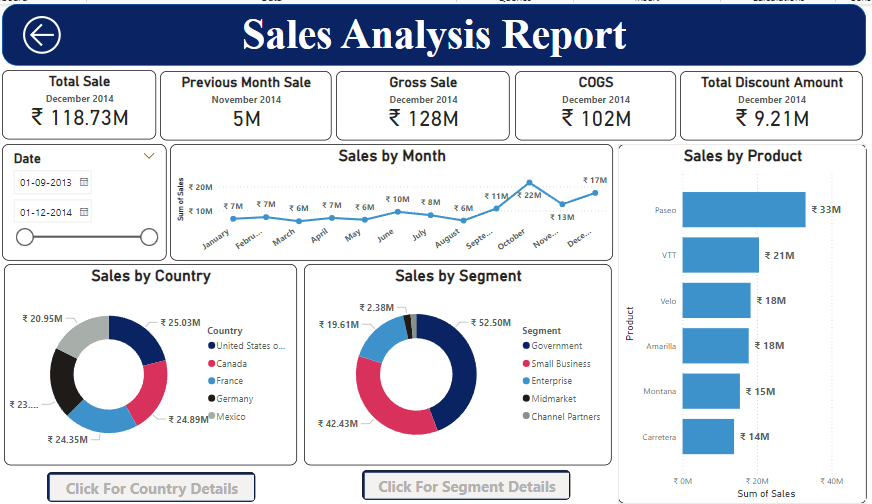 Sales Analysis Report
Total Sale
December 2014
₹ 118.73M
Previous Month Sale
November 2014
5M
Gross Sale
December 2014
₹ 128M
COGS
December 2014
₹ 102M
Total Discount Amount
December 2014
₹ 9.21M
Date
01-09-2013
01-12-2014
Sales by Month
Sum of Sales
₹ 20M
₹ 10M
₹ 7M
₹ 7M
₹ 6M
₹ 7M
₹ 6M
₹ 10M
₹ 8M
₹ 6M
₹ 11M
₹ 22M
₹ 13M
₹ 17M
January
Febru...
March
April
May
June
July
August
Septe...
October
Nove...
Dece...
Sales by Product
Product
Paseo
₹ 33M
VTT
₹ 21M
Velo
₹ 18M
Amarilla
₹ 18M
Montana
₹ 15M
Carretera
₹ 14M
₹ 0M
₹ 20M
₹ 40M
Sum of Sales
Sales by Country
₹ 20.95M
₹ 25.03M
₹ 23....
₹ 24.89M
₹ 24.35M
Country
United States o...
Canada
France
Germany
Mexico
Sales by Segment
₹ 2.38M
₹ 19.61M
₹ 52.50M
₹ 42.43M
Segment
Government
Small Business
Enterprise
Midmarket
Channel Partners
Click For Country Details
Click For Segment Details